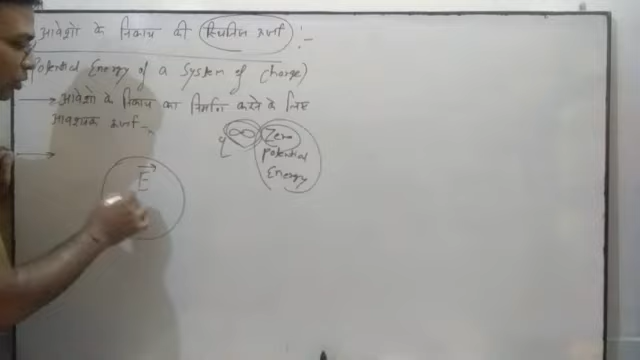 आवेशो के निकाय की स्थितिज ऊर्जा :-
Potential Energy of a System of Charge)
→ आवेशो के निकाय का निर्माण करने के लिए
आवश्यक ऊर्जा
∞ Zero
Potential
Energy
E